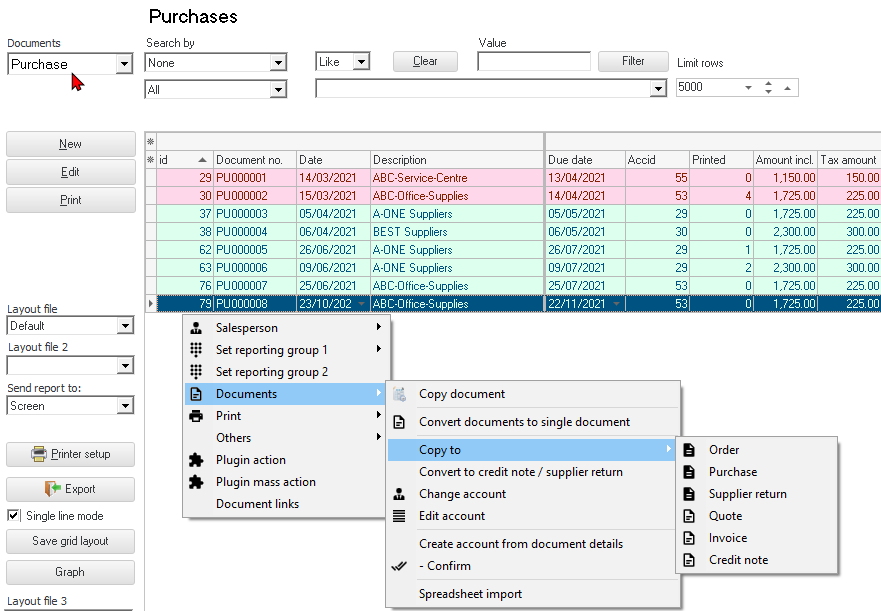 Purchases
Documents
Search by
Value
Purchase
None
Like
Clear
Filter
Limit rows
All
5000
New
Edit
Print
id Document no. Date Description Due date Accid Printed Amount incl. Tax amount
29 PU000001 14/03/2021 ABC-Service-Centre 13/04/2021 55 0 1,150.00 150.00
30 PU000002 15/03/2021 ABC-Office-Supplies 14/04/2021 53 4 1,725.00 225.00
37 PU000003 05/04/2021 A-ONE Suppliers 05/05/2021 29 0 1,725.00 225.00
38 PU000004 06/04/2021 BEST Suppliers 06/05/2021 30 0 2,300.00 300.00
62 PU000005 26/06/2021 A-ONE Suppliers 26/07/2021 29 1 1,725.00 225.00
63 PU000006 09/06/2021 A-ONE Suppliers 09/07/2021 29 2 2,300.00 300.00
76 PU000007 25/06/2021 ABC-Office-Supplies 25/07/2021 53 0 1,725.00 225.00
79 PU000008 23/10/202 ABC-Office-Supplies 22/11/2021 53 0 1,725.00 225.00
Layout file
Default
Layout file 2
Send report to:
Screen
Printer setup
Export
Single line mode
Save grid layout
Graph
Layout file 3
Salesperson
Set reporting group 1
Set reporting group 2
Documents
Print
Others
Plugin action
Plugin mass action
Document links
Copy document
Convert documents to single document
Copy to
Convert to credit note / supplier return
Change account
Edit account
Create account from document details
- Confirm
Spreadsheet import
Order
Purchase
Supplier return
Quote
Invoice
Credit note